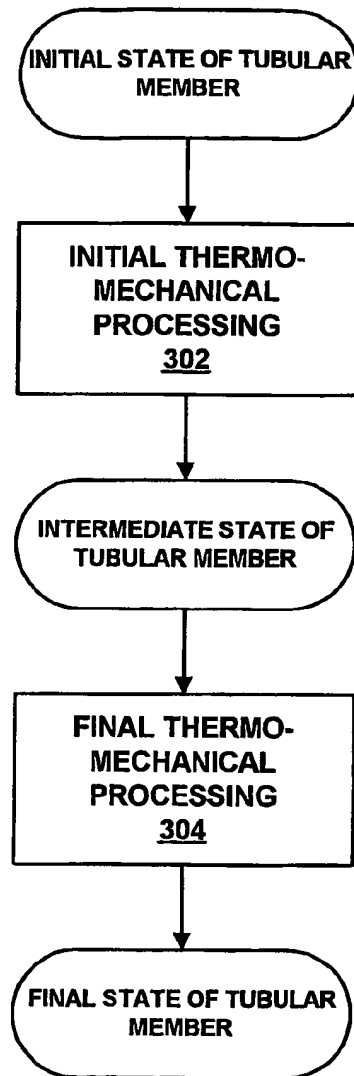 INITIAL STATE OF TUBULAR
MEMBER
INITIAL THERMO-
MECHANICAL
PROCESSING
302
INTERMEDIATE STATE OF
TUBULAR MEMBER
FINAL THERMO-
MECHANICAL
PROCESSING
304
FINAL STATE OF TUBULAR
MEMBER